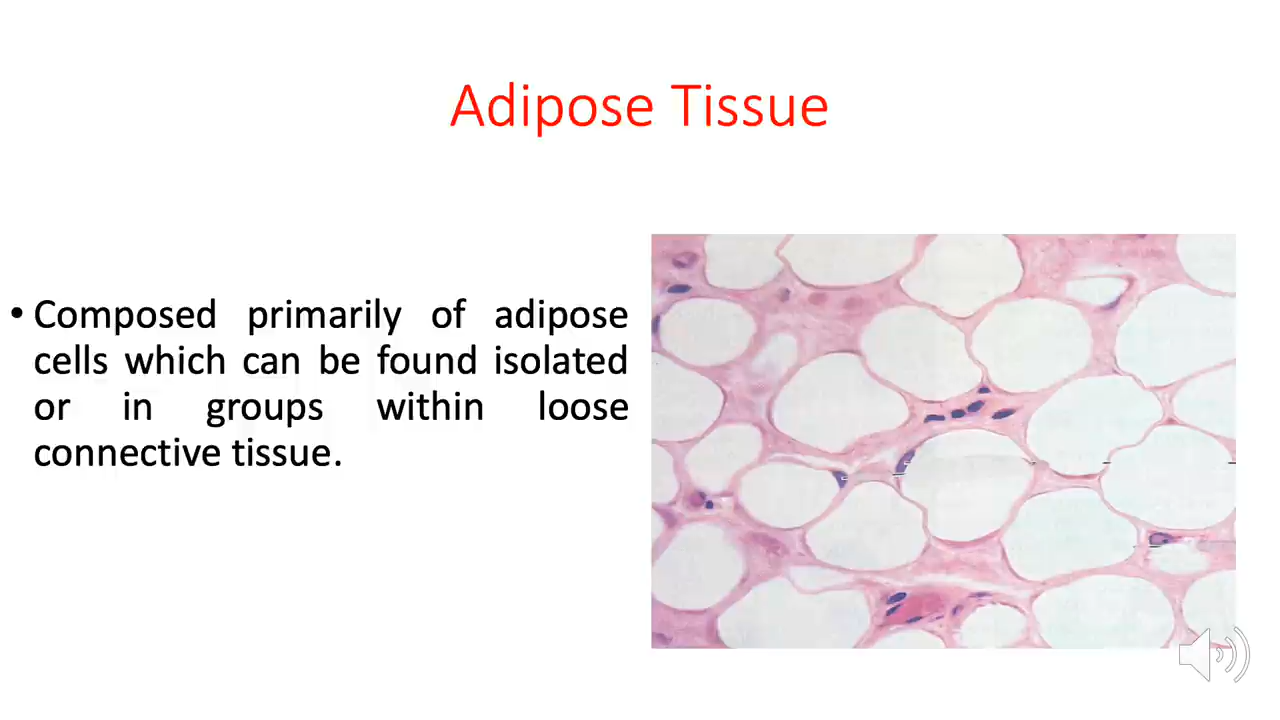 Adipose Tissue
• Composed primarily of adipose
cells which can be found isolated
or in groups within loose
connective tissue.